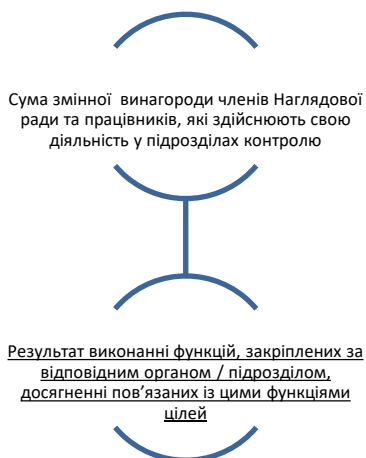 Сума змінної винагороди членів Наглядової
ради та працівників, які здійснюють свою
діяльність у підрозділах контролю
Результат виконанні функцій, закріплених за
відповідним органом / підрозділом,
досягненні пов’язаних із цими функціями
цілей